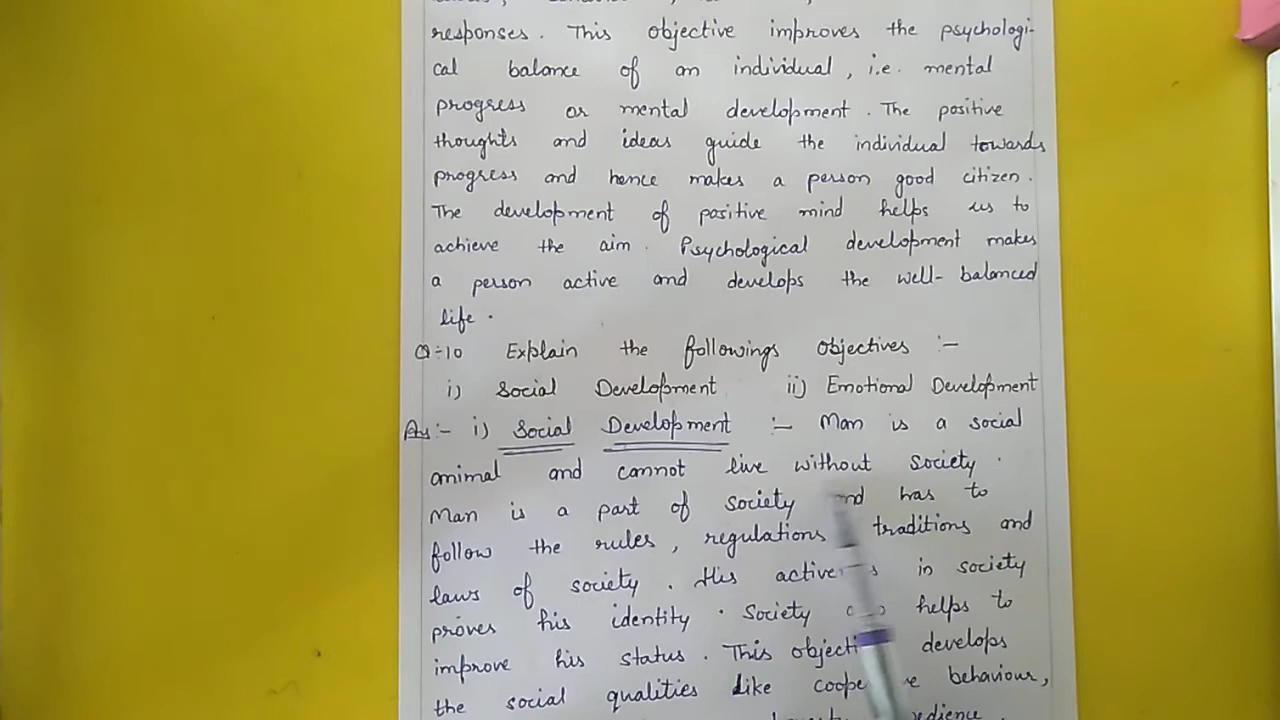 responses. This objective improves the psychologi-
cal balance of an individual, i.e. mental
progress or mental development. The positive
thoughts and ideas guide the individual towards
progress and hence makes a person good citizen.
The development of positive mind helps us to
achieve the aim. Psychological development makes
a person active and develops the well-balanced
life.
Q:10 Explain the followings objectives :-
i) Social Development ii) Emotional Development
Ans:- i) Social Development :- Man is a social
animal and cannot live without society.
Man is a part of society and has to
follow the rules, regulations traditions and
laws of society. His in society
proves his identity. Society helps to
improve his status. This develops
the social qualities like behaviour,